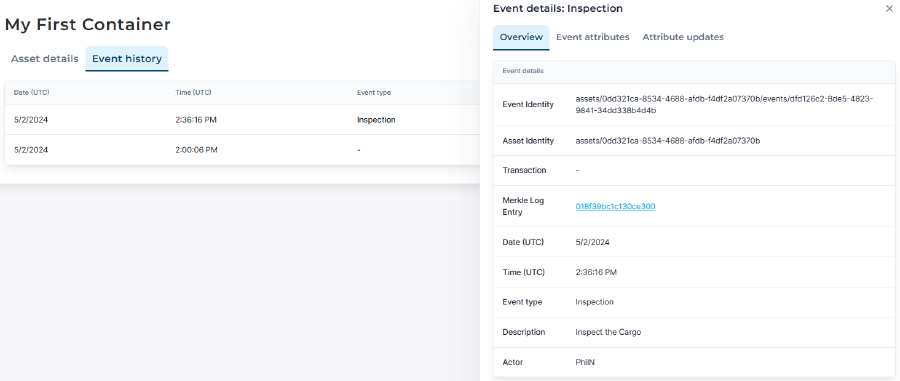 My First Container
Asset details Event history
Date (UTC) Time (UTC) Event type
5/2/2024 2:36:16 PM Inspection
5/2/2024 2:00:06 PM -
Event details: Inspection ×
Overview Event attributes Attribute updates
Event details
Event Identity assets/0dd321ca-8534-4688-afdb-f4df2a07370b/events/dfd126c2-8de5-4823-
9841-34dd338b4d4b
Asset Identity assets/0dd321ca-8534-4688-afdb-f4df2a07370b
Transaction -
Merkle Log
Entry 018f39bc1c130ce300
Date (UTC) 5/2/2024
Time (UTC) 2:36:16 PM
Event type Inspection
Description Inspect the Cargo
Actor PhilN